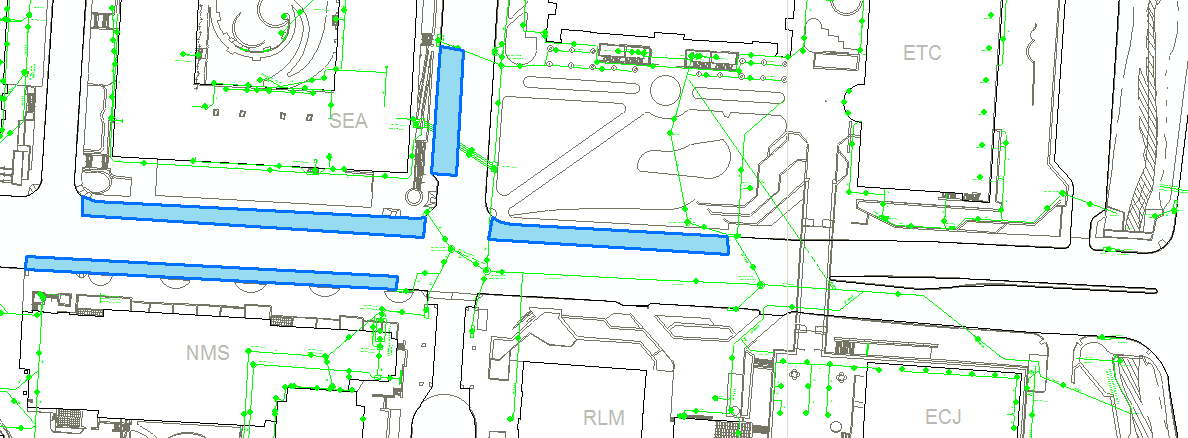 ETC
SEA
NMS
RLM
ECJ